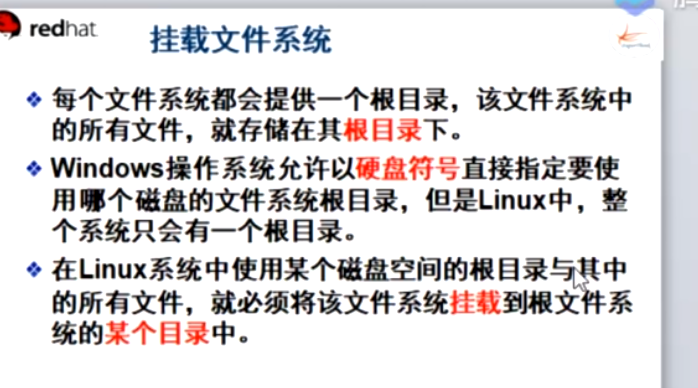 redhat
挂载文件系统
每个文件系统都会提供一个根目录，该文件系统中
的所有文件，就存储在其根目录下。
Windows操作系统允许以硬盘符号直接指定要使
用哪个磁盘的文件系统根目录，但是Linux中，整
个系统只会有一个根目录。
在Linux系统中使用某个磁盘空间的根目录与其中
的所有文件，就必须将该文件系统挂载到根文件系
统的某个目录中。